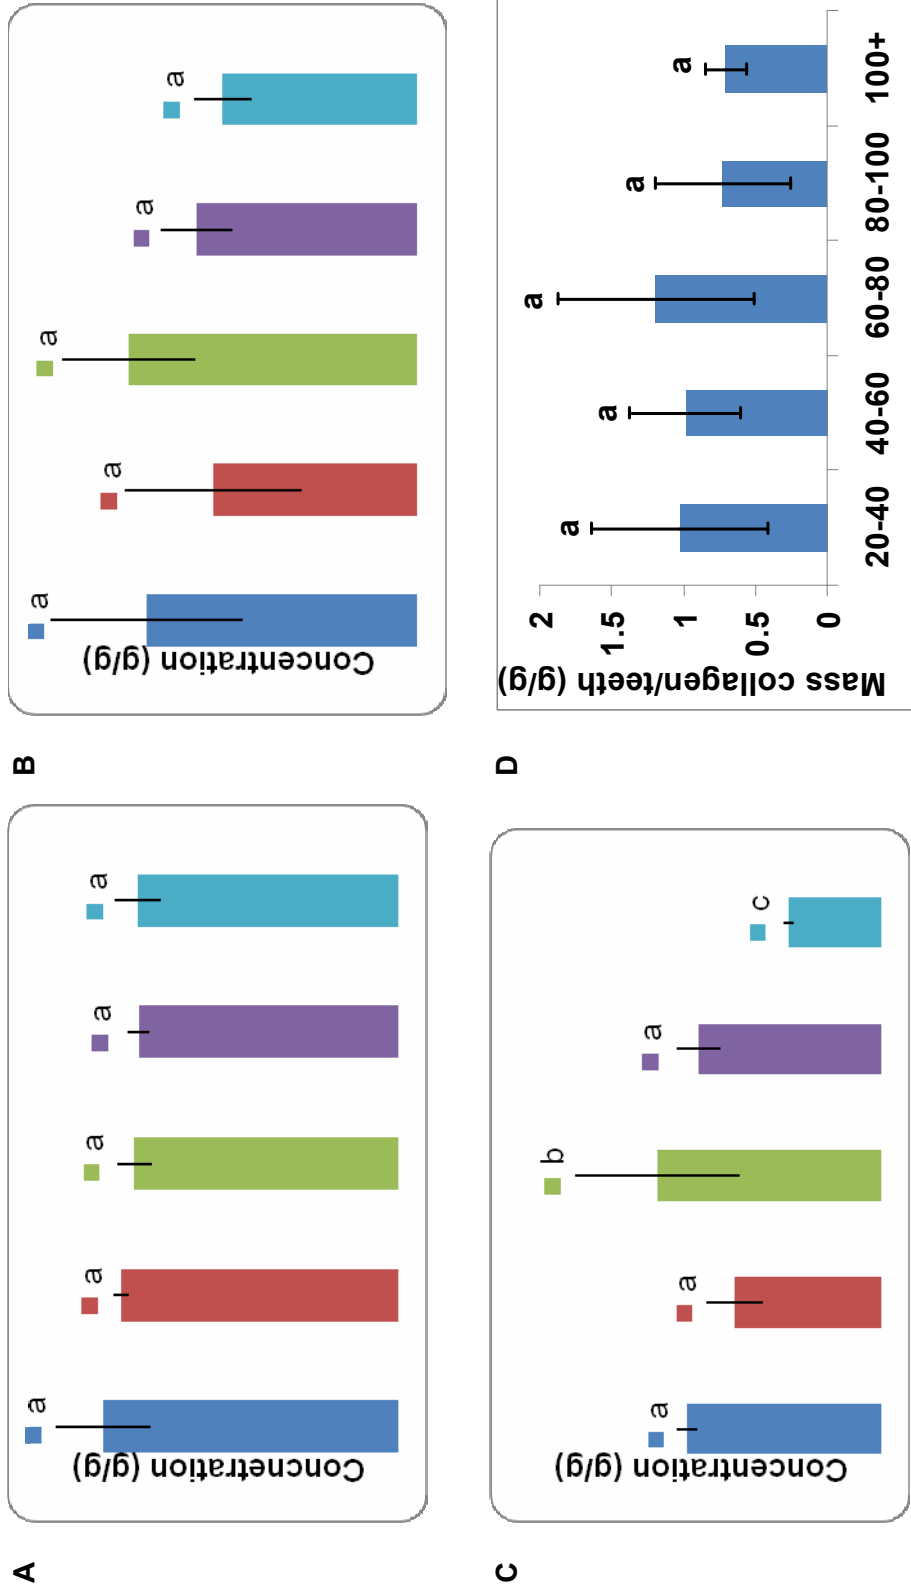 A
Concnetration (g/g)
a
a
a
a
a
B
Concentration (g/g)
a
a
a
a
a
C
Concentration (g/g)
a
a
b
a
c
D
Mass collagen/teeth (g/g)
2
1.5
1
0.5
0
a
a
a
a
a
20-40 40-60 60-80 80-100 100+